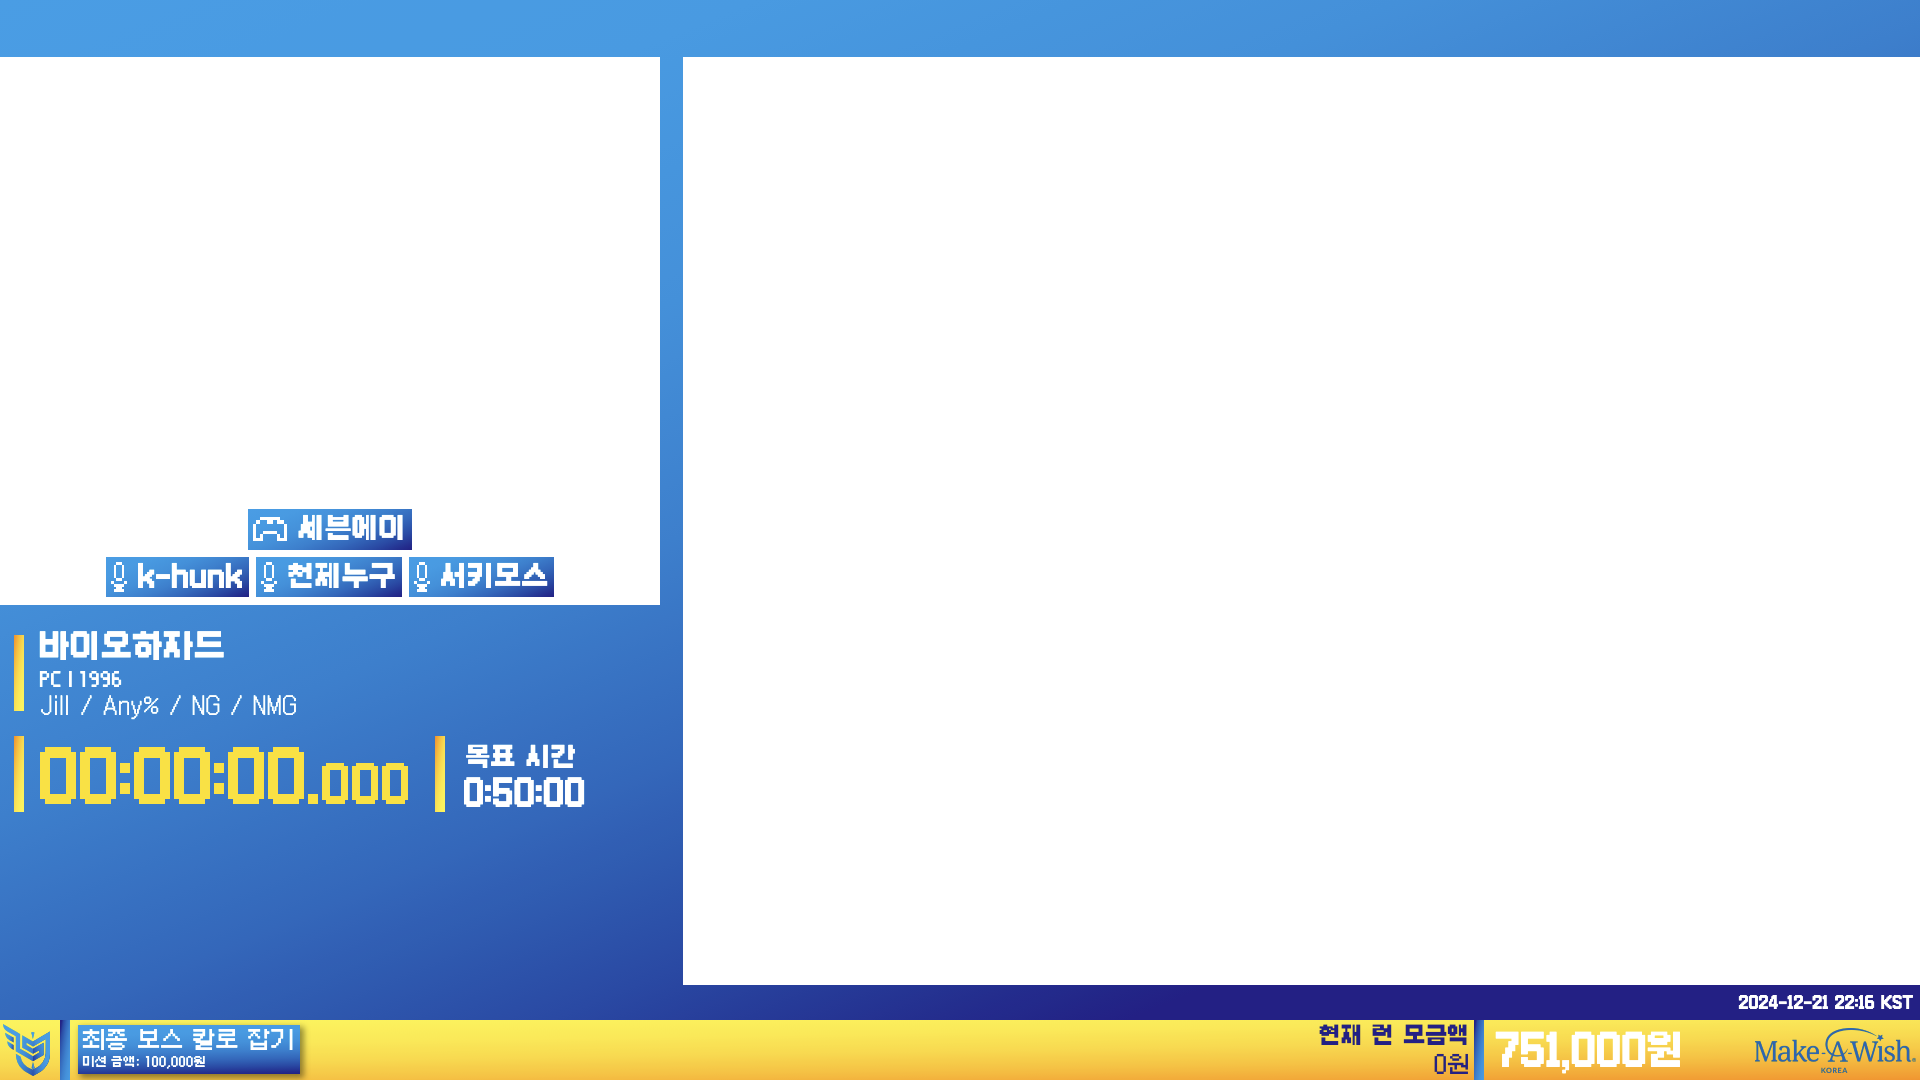 세븐에이
k-hunk 천제누구 서키모스
바이오하자드
PC | 1996
Jill / Any% / NG / NMG
00:00:00.000
목표 시간
0:50:00
2024-12-21 22:16 KST
최종 보스 칼로 잡기
미션 금액: 100,000원
현재 런 모금액
0원
751,000원
Make-A-Wish.
KOREA